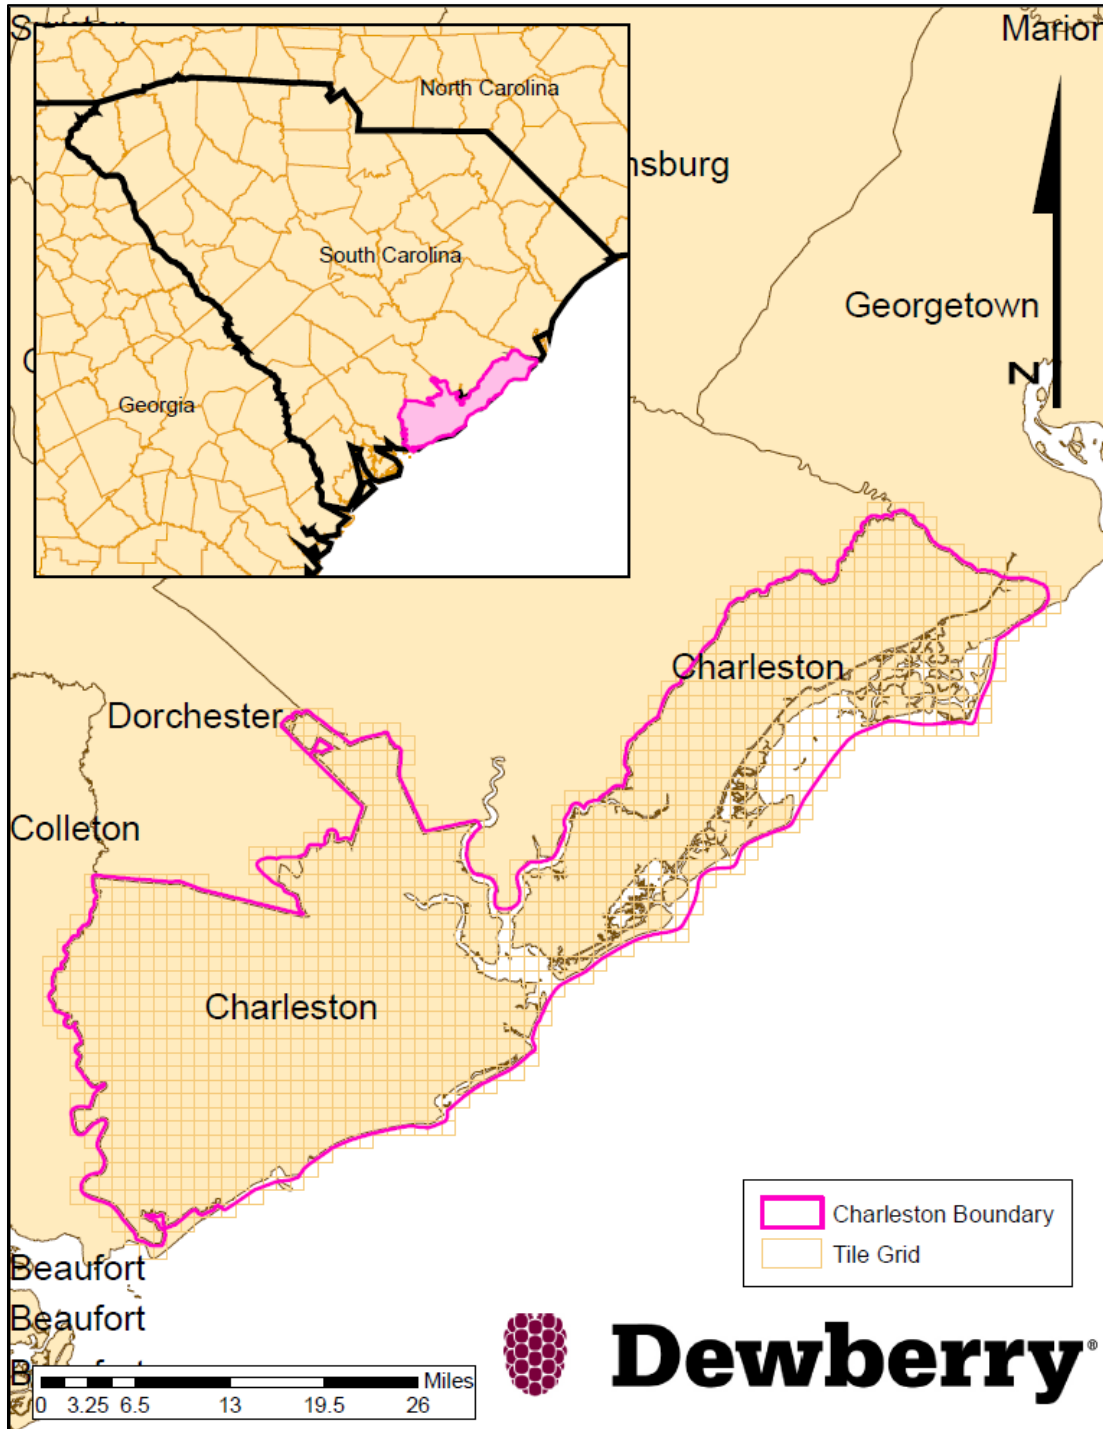 Marion
North Carolina
nsburg
South Carolina
Georgetown
N
Georgia
Charleston
Dorchester
Colleton
Charleston
Charleston Boundary
Tile Grid
Beaufort
Beaufort
Dewberry®
Miles
0 3.25 6.5 13 19.5 26